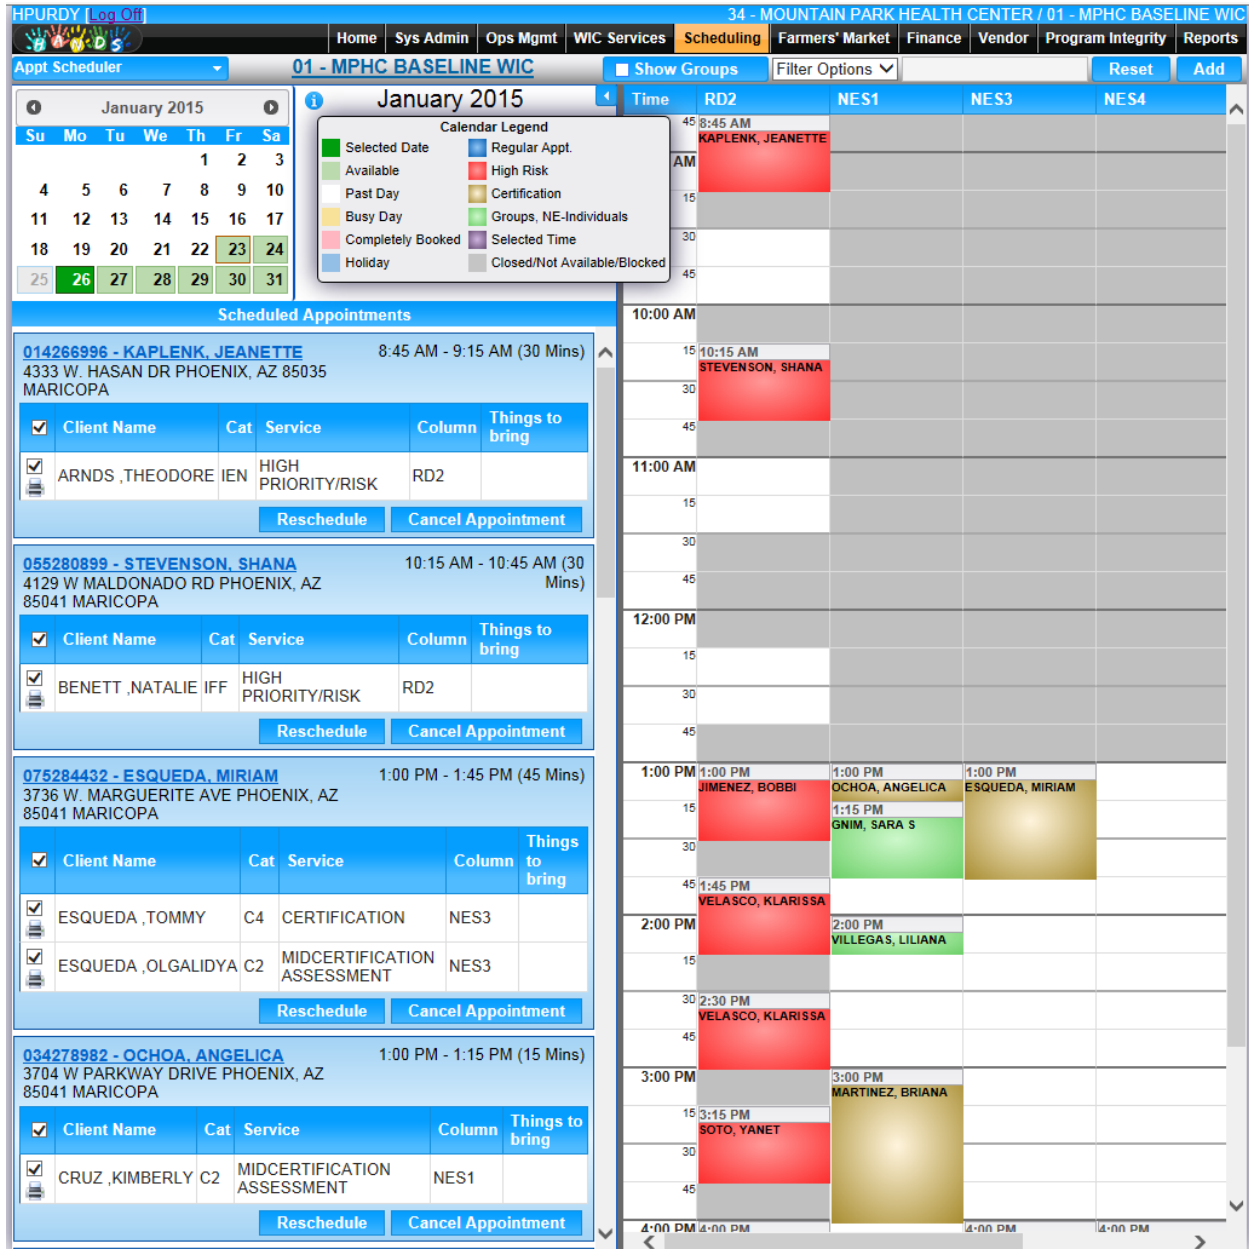 HPURDY [Log Off]
34 - MOUNTAIN PARK HEALTH CENTER / 01 - MPHC BASELINE WIC
HANDS
Home Sys Admin Ops Mgmt WIC Services Scheduling Farmers' Market Finance Vendor Program Integrity Reports
Appt Scheduler 01 - MPHC BASELINE WIC Show Groups Filter Options Reset Add
January 2015
Su Mo Tu We Th Fr Sa
1 2 3
4 5 6 7 8 9 10
11 12 13 14 15 16 17
18 19 20 21 22 23 24
25 26 27 28 29 30 31
January 2015
Calendar Legend
Selected Date Regular Appt.
Available High Risk
Past Day Certification
Busy Day Groups, NE-Individuals
Completely Booked Selected Time
Holiday Closed/Not Available/Blocked
Scheduled Appointments
014266996 - KAPLENK, JEANETTE 8:45 AM - 9:15 AM (30 Mins)
4333 W. HASAN DR PHOENIX, AZ 85035
MARICOPA
Client Name Cat Service Column Things to
bring
ARNDS ,THEODORE IEN HIGH
PRIORITY/RISK RD2
Reschedule Cancel Appointment
055280899 - STEVENSON, SHANA 10:15 AM - 10:45 AM (30
Mins)
4129 W MALDONADO RD PHOENIX, AZ
85041 MARICOPA
Client Name Cat Service Column Things to
bring
BENETT ,NATALIE IFF HIGH
PRIORITY/RISK RD2
Reschedule Cancel Appointment
075284432 - ESQUEDA, MIRIAM 1:00 PM - 1:45 PM (45 Mins)
3736 W. MARGUERITE AVE PHOENIX, AZ
85041 MARICOPA
Client Name Cat Service Column Things
to
bring
ESQUEDA ,TOMMY C4 CERTIFICATION NES3
ESQUEDA ,OLGALIDYA C2 MIDCERTIFICATION
ASSESSMENT NES3
Reschedule Cancel Appointment
034278982 - OCHOA, ANGELICA 1:00 PM - 1:15 PM (15 Mins)
3704 W PARKWAY DRIVE PHOENIX, AZ
85041 MARICOPA
Client Name Cat Service Column Things to
bring
CRUZ ,KIMBERLY C2 MIDCERTIFICATION
ASSESSMENT NES1
Reschedule Cancel Appointment
Time RD2 NES1 NES3 NES4
45 8:45 AM
KAPLENK, JEANETTE
AM
15
30
45
10:00 AM
15 10:15 AM
STEVENSON, SHANA
30
45
11:00 AM
15
30
45
12:00 PM
15
30
45
1:00 PM 1:00 PM 1:00 PM 1:00 PM
JIMENEZ, BOBBI OCHOA, ANGELICA ESQUEDA, MIRIAM
15 1:15 PM
GNIM, SARA S
30
45 1:45 PM
VELASCO, KLARISSA
2:00 PM 2:00 PM
VILLEGAS, LILIANA
15
30 2:30 PM
VELASCO, KLARISSA
45
3:00 PM 3:00 PM
MARTINEZ, BRIANA
15 3:15 PM
SOTO, YANET
30
45
4:00 PM 4:00 PM 4:00 PM 4:00 PM